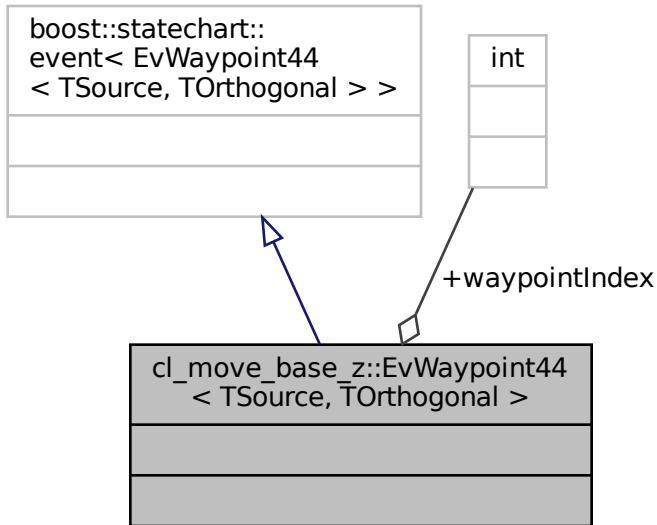 boost::statechart::
event< EvWaypoint44
< TSource, TOrthogonal > >
int
+waypointIndex
cl_move_base_z::EvWaypoint44
< TSource, TOrthogonal >